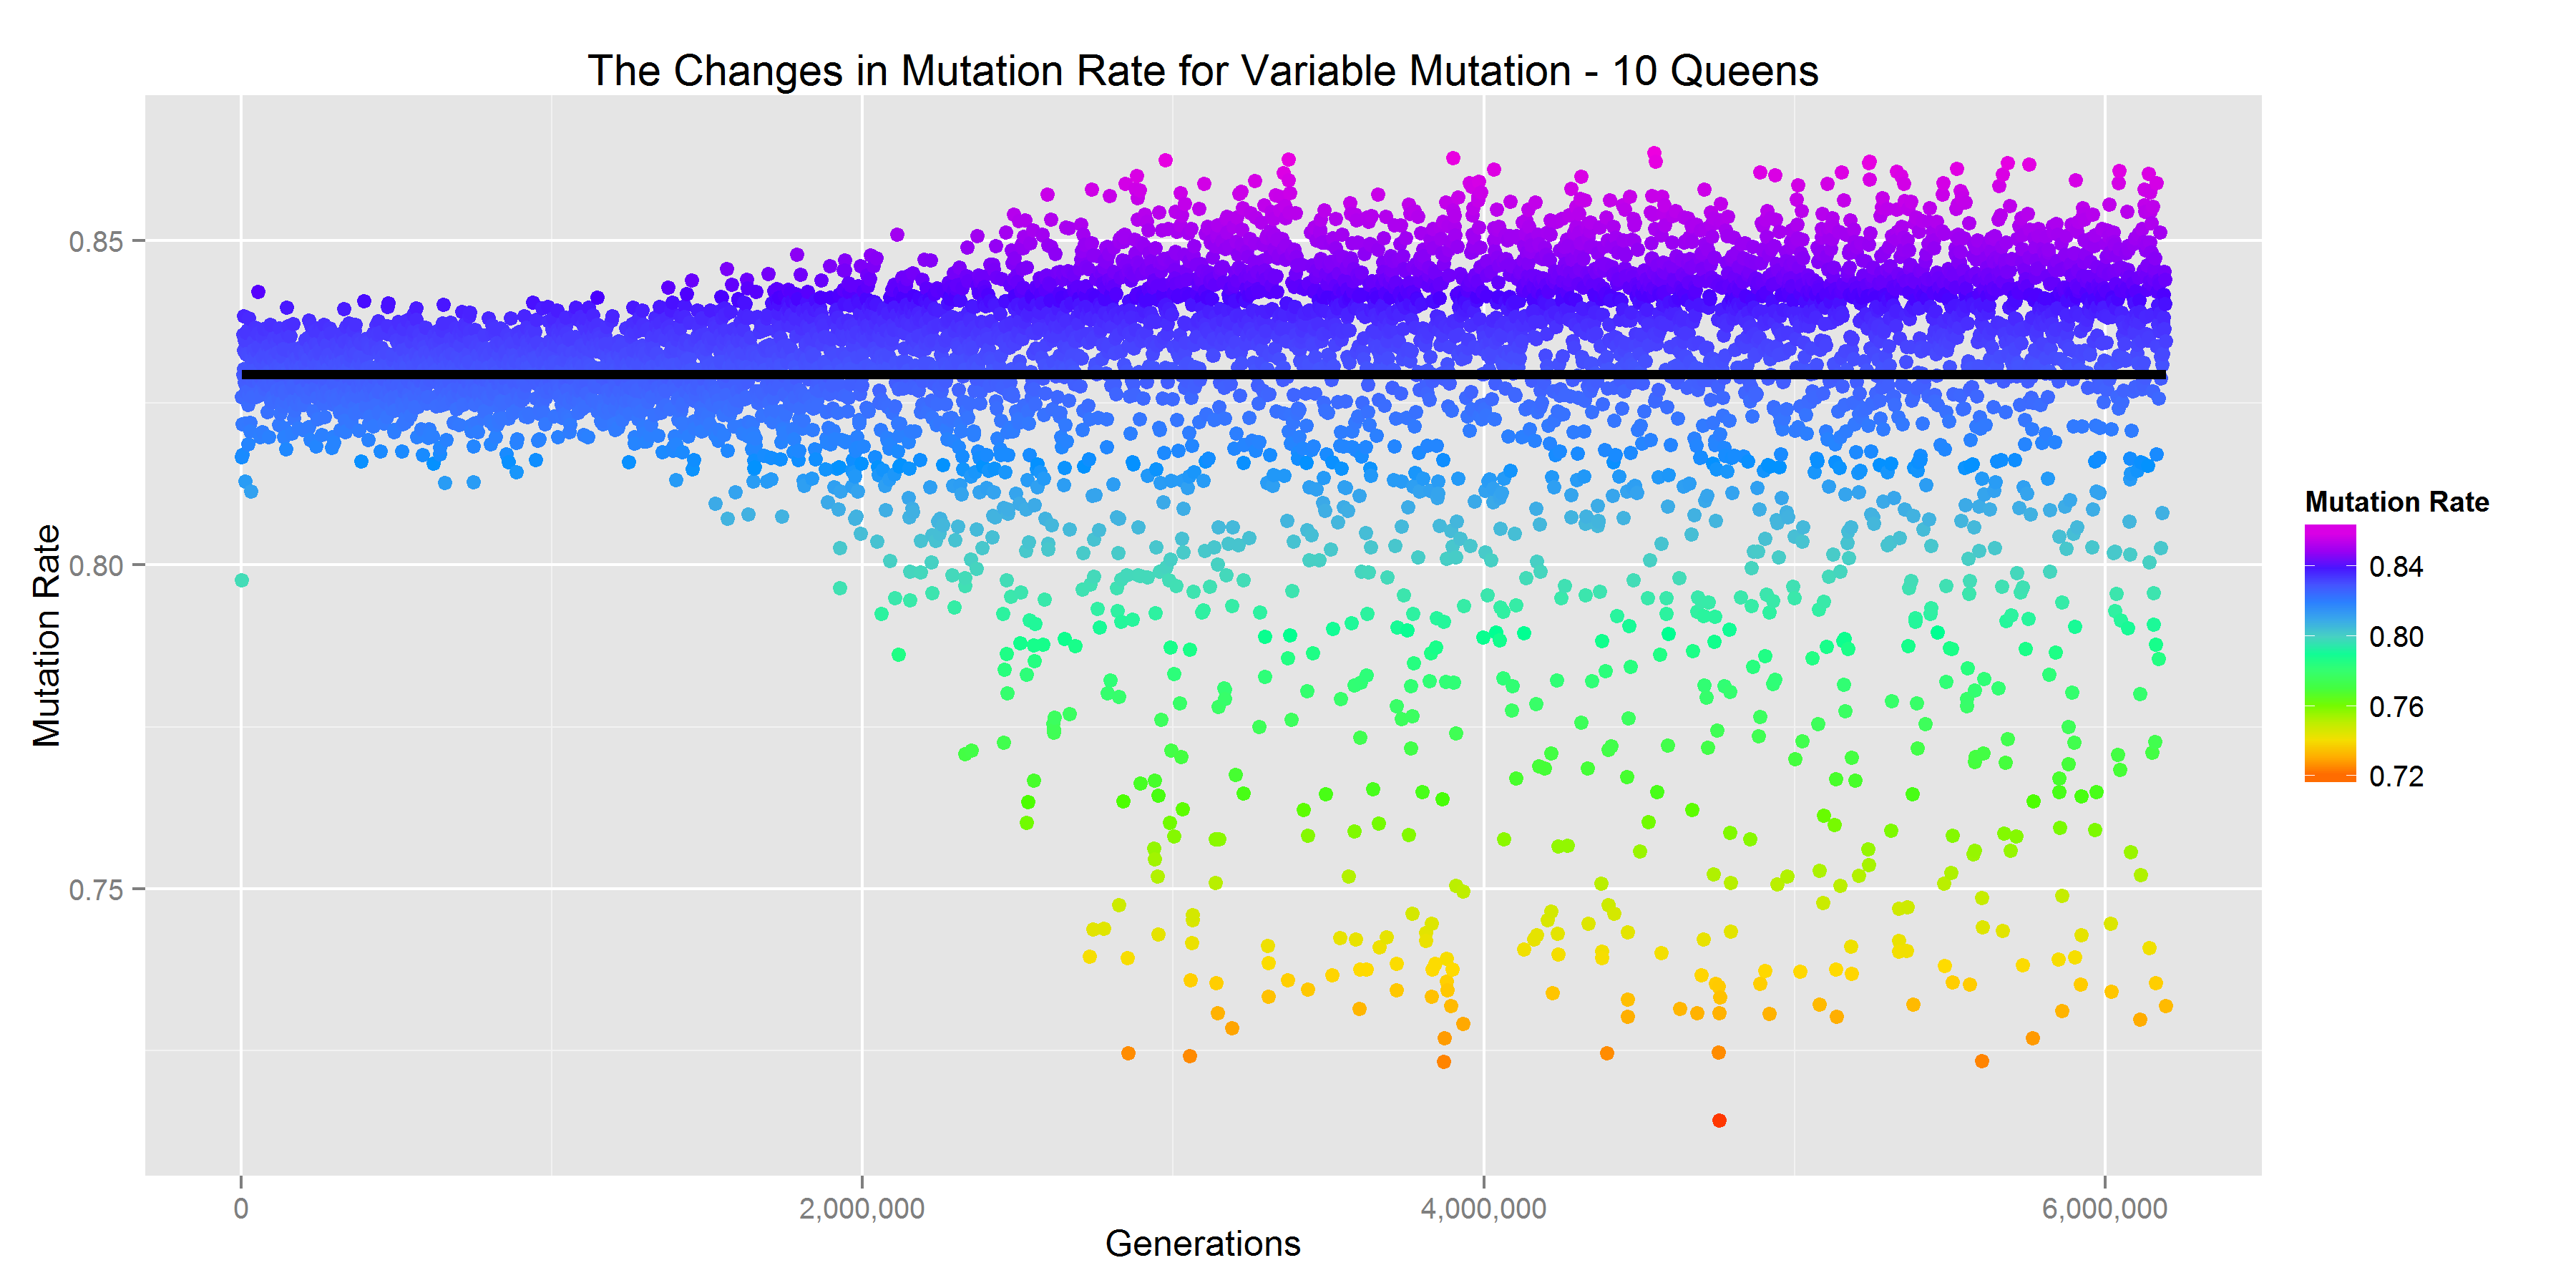 The Changes in Mutation Rate for Variable Mutation - 10 Queens
Mutation Rate
0.85
0.80
0.75
0
2,000,000
4,000,000
6,000,000
Generations
Mutation Rate
0.84
0.80
0.76
0.72